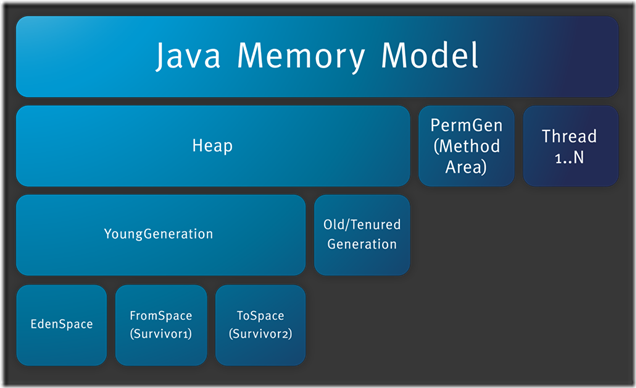 Java Memory Model
Heap
PermGen
(Method
Area)
Thread
1..N
YoungGeneration
Old/Tenured
Generation
EdenSpace
FromSpace
(Survivor1)
ToSpace
(Survivor2)